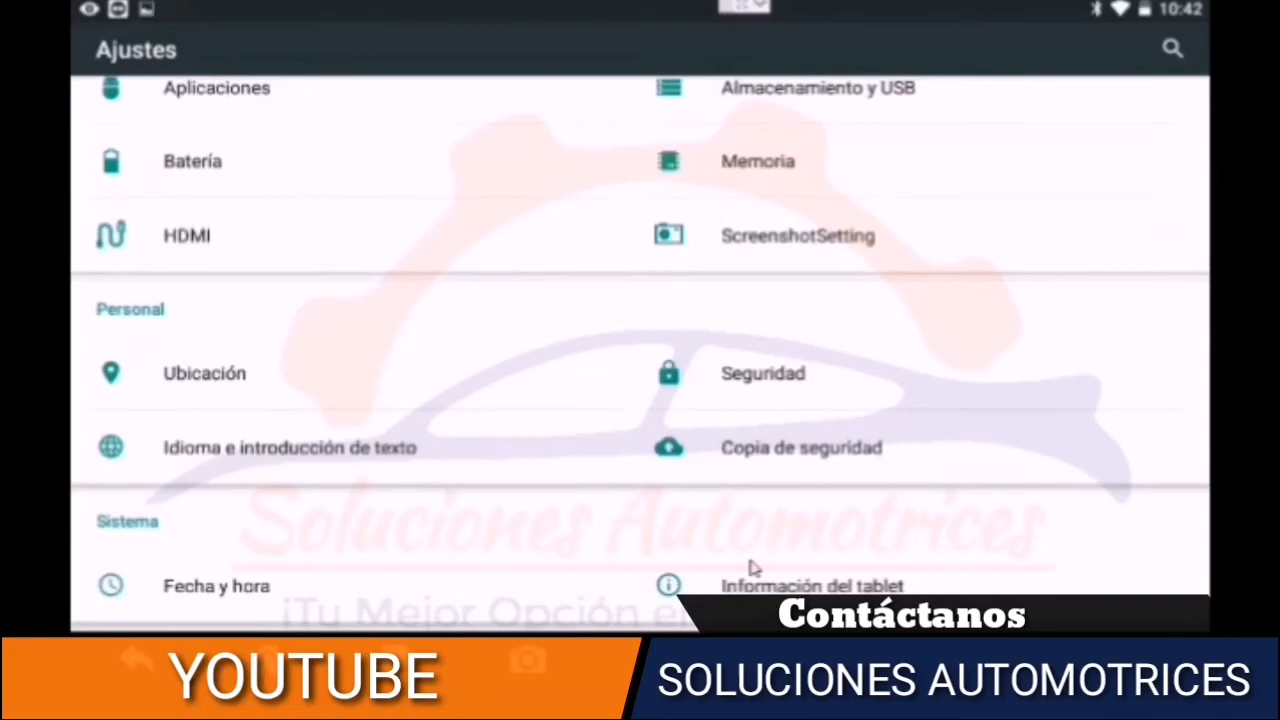 10:42
Ajustes
Aplicaciones
Almacenamiento y USB
Batería
Memoria
HDMI
ScreenshotSetting
Personal
Ubicación
Seguridad
Idioma e introducción de texto
Copia de seguridad
Soluciones Automotrices
Sistema
Fecha y hora
Información del tablet
¡Tu Mejor Opción en
Contáctanos
YOUTUBE
SOLUCIONES AUTOMOTRICES